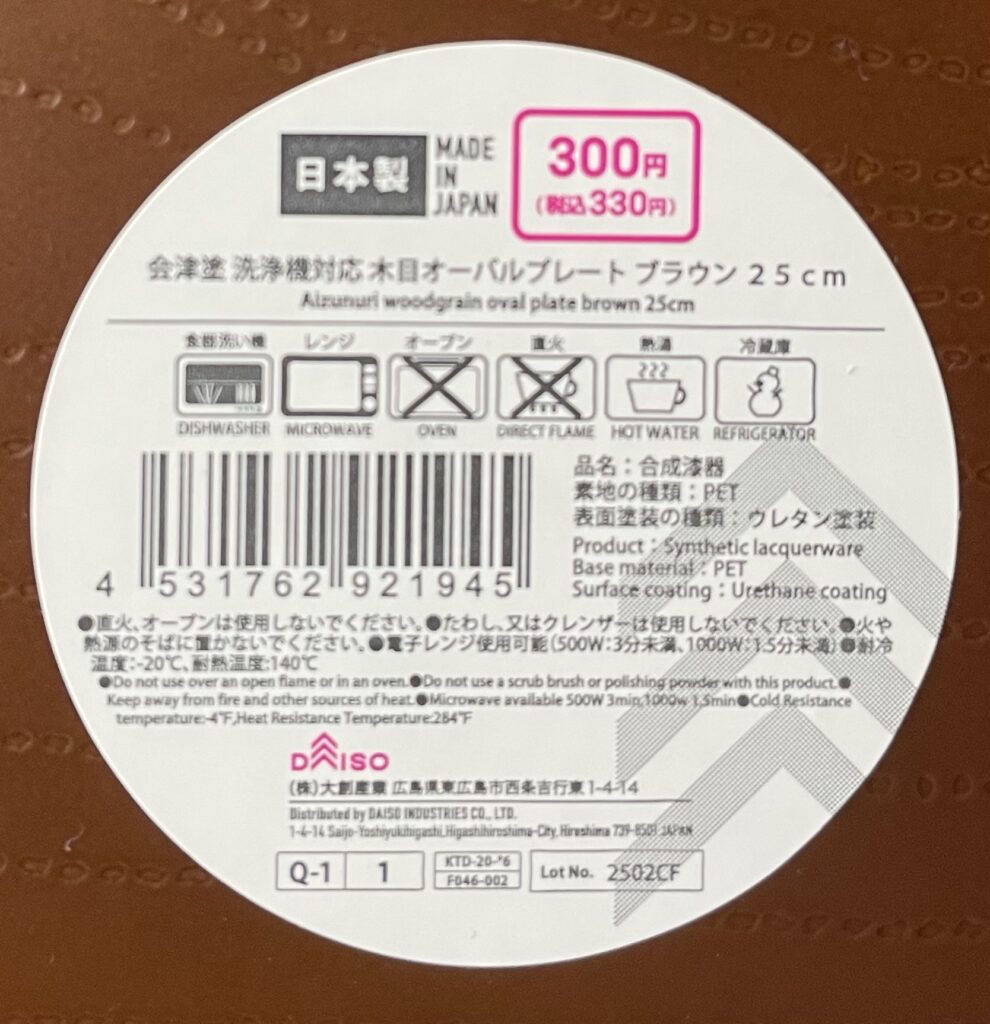 日本製
MADE
IN
JAPAN
300円
(税込330円)
会津塗 洗浄機対応 木目オーバルプレート ブラウン 25cm
Aizunuri woodgrain oval plate brown 25cm
食器洗い機 レンジ オーブン 直火 熱湯 冷蔵庫
DISHWASHER MICROWAVE OVEN DIRECT FLAME HOT WATER REFRIGERATOR
4 531762 921945
品名：合成漆器
素地の種類：PET
表面塗装の種類：ウレタン塗装
Product：Synthetic lacquerware
Base material：PET
Surface coating：Urethane coating
●直火、オーブンは使用しないでください。●たわし、又はクレンザーは使用しないでください。●火や
熱源のそばに置かないでください。●電子レンジ使用可能(500W:3分未満、1000W:1.5分未満)●耐冷
温度:-20℃、耐熱温度:140℃
●Do not use over an open flame or in an oven.●Do not use a scrub brush or polishing powder with this product.●
Keep away from fire and other sources of heat.●Microwave available 500W 3min,1000w 1.5min●Cold Resistance
temperature:-4℉,Heat Resistance Temperature:284℉
DAISO
(株)大創産業 広島県東広島市西条吉行東1-4-14
Distributed by DAISO INDUSTRIES CO., LTD.
1-4-14 Saijo-Yoshiyukihigashi,Higashihiroshima-City, Hiroshima 739-8501 JAPAN
Q-1 1
F046-002
Lot No. 2502CF